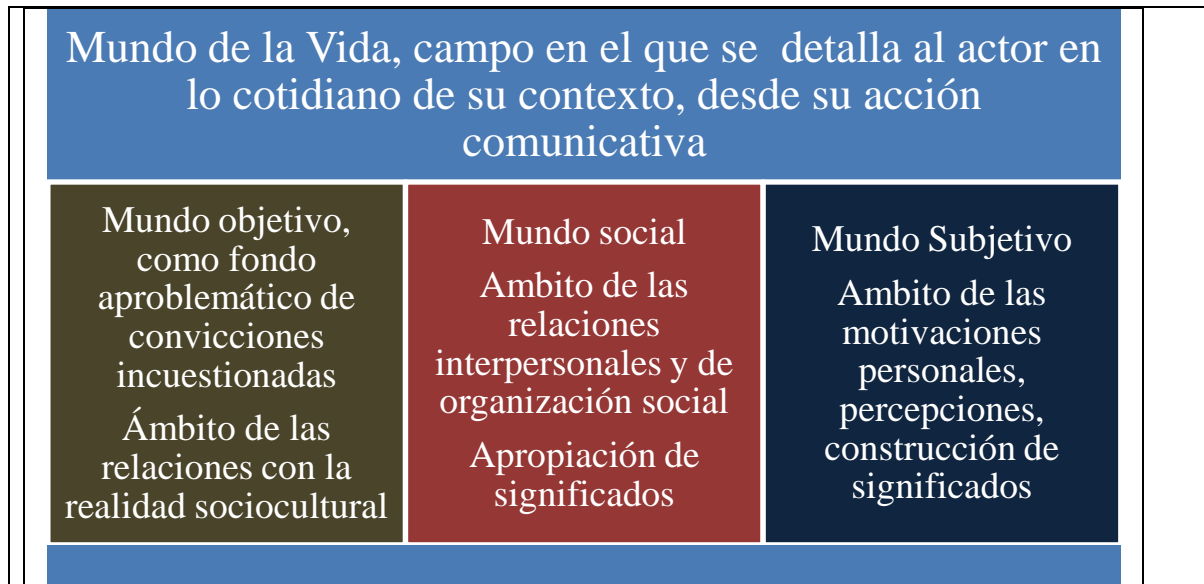 Mundo de la Vida, campo en el que se  detalla al actor en
lo cotidiano de su contexto, desde su acción
comunicativa
Mundo objetivo,
como fondo
aproblemático de
convicciones
incuestionadas
Ámbito de las
relaciones con la
realidad sociocultural
Mundo social
Ambito de las
relaciones
interpersonales y de
organización social
Apropiación de
significados
Mundo Subjetivo
Ambito de las
motivaciones
personales,
percepciones,
construcción de
significados